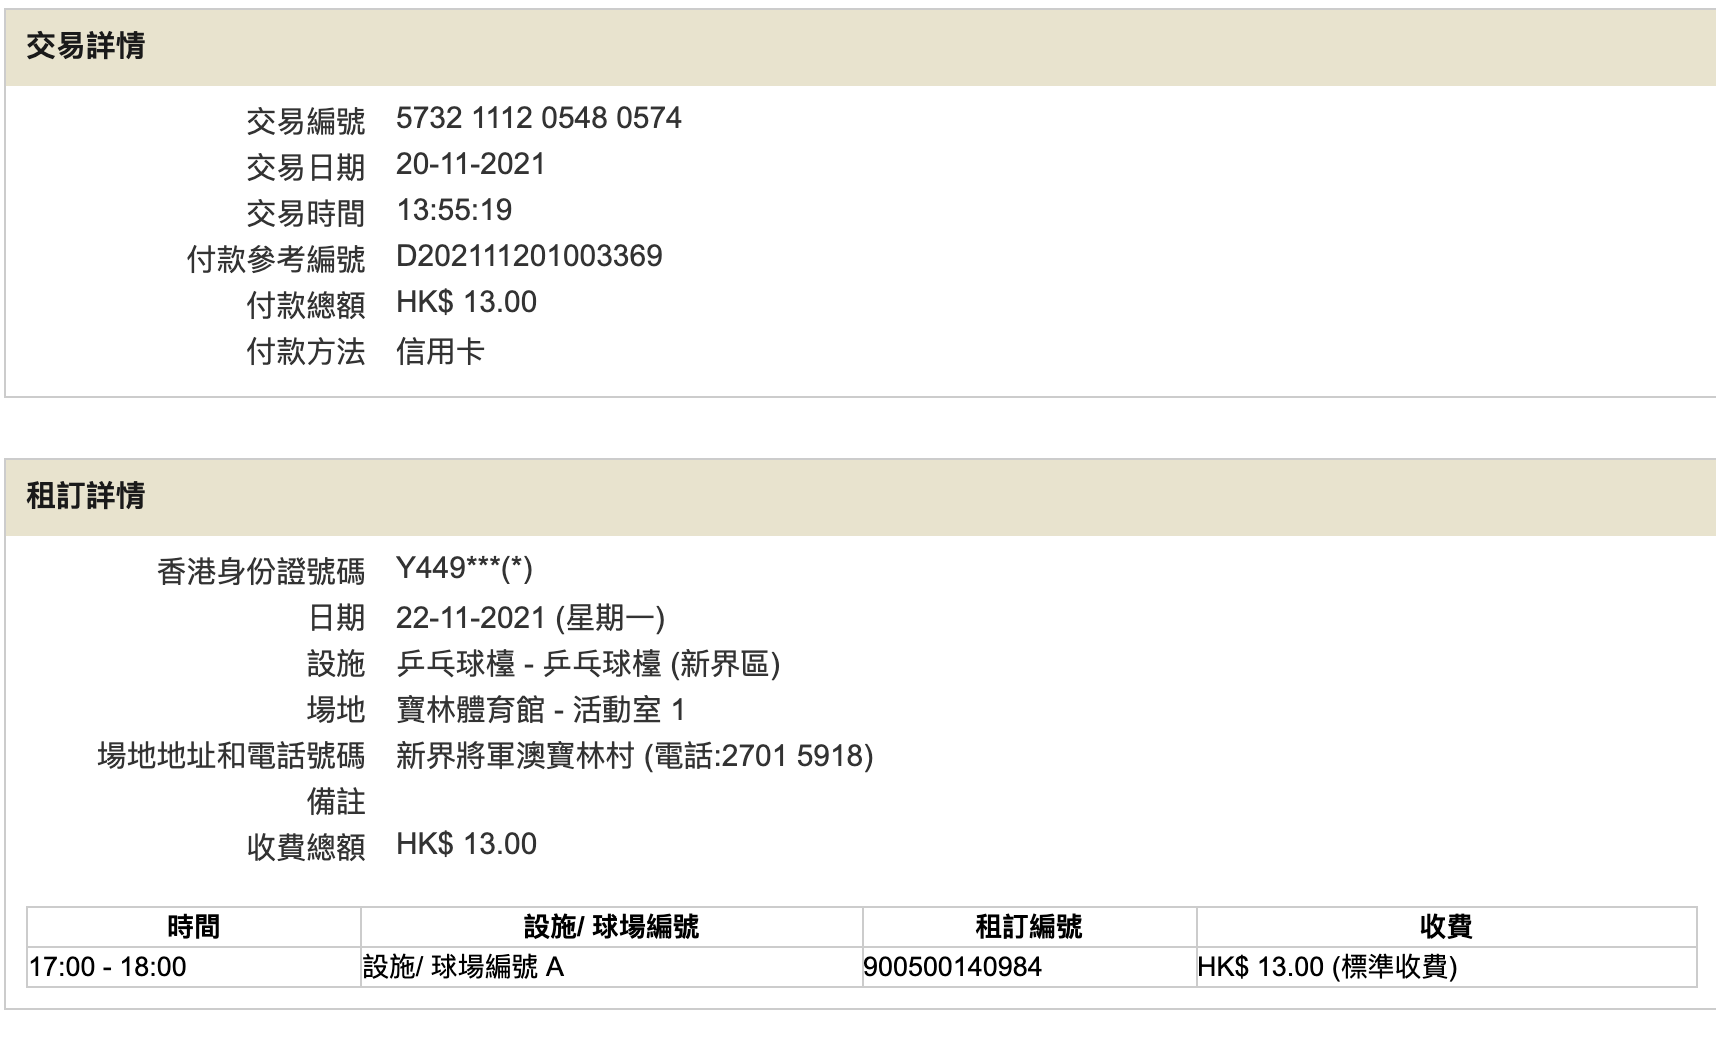 交易詳情
交易編號 5732 1112 0548 0574
交易日期 20-11-2021
交易時間 13:55:19
付款參考編號 D202111201003369
付款總額 HK$ 13.00
付款方法 信用卡
租訂詳情
香港身份證號碼 Y449***(*)
日期 22-11-2021 (星期一)
設施 乒乓球檯 - 乒乓球檯 (新界區)
場地 寶林體育館 - 活動室 1
場地地址和電話號碼 新界將軍澳寶林村 (電話:2701 5918)
備註
收費總額 HK$ 13.00
時間 設施/ 球場編號 租訂編號 收費
17:00 - 18:00 設施/ 球場編號 A 900500140984 HK$ 13.00 (標準收費)